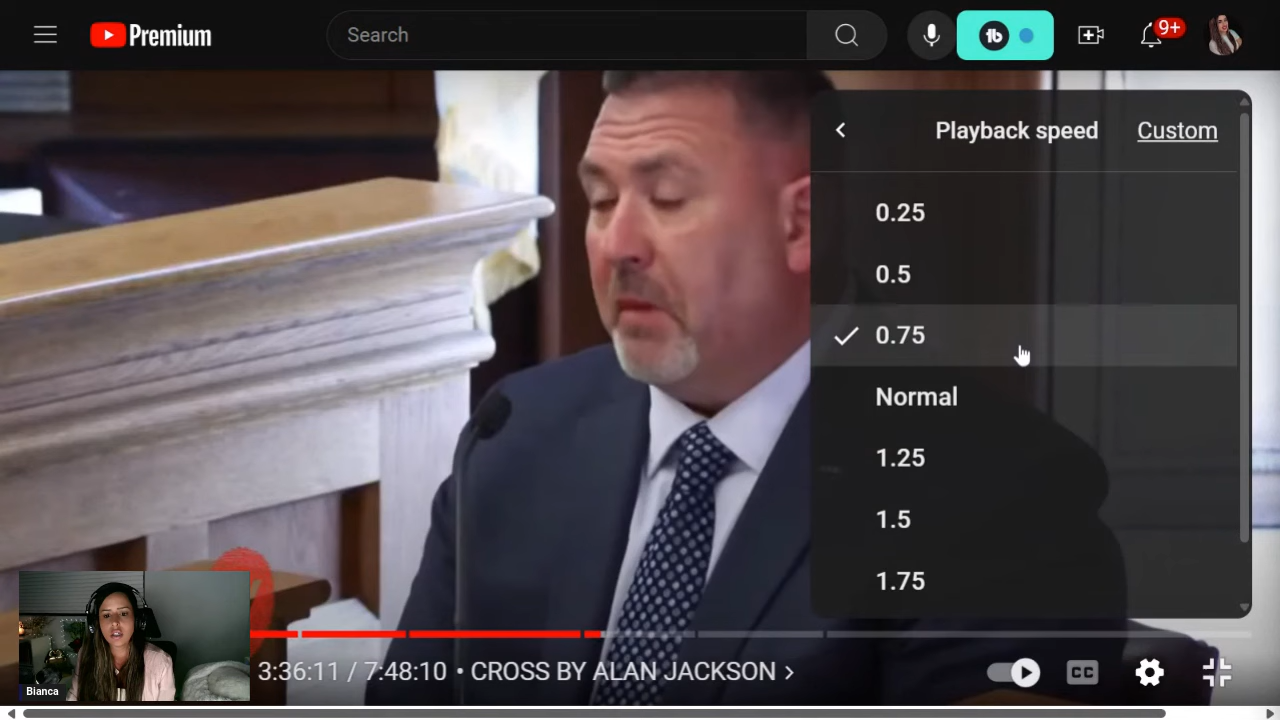 Premium
Search
9+
Playback speed Custom
0.25
0.5
0.75
Normal
1.25
1.5
1.75
Bianca
3:36:11 / 7:48:10 • CROSS BY ALAN JACKSON
CC